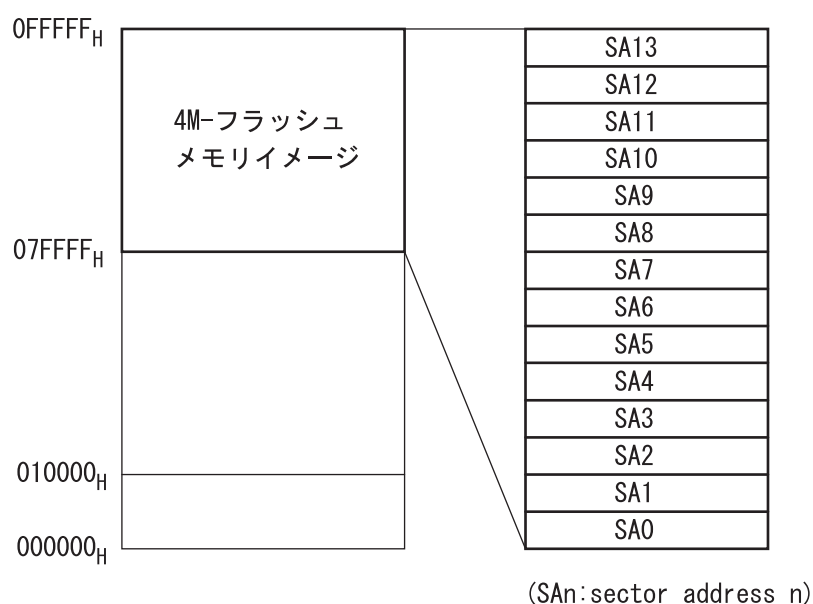 0FFFFFH
4M-フラッシュ
メモリイメージ
07FFFFH
010000H
000000H
SA13
SA12
SA11
SA10
SA9
SA8
SA7
SA6
SA5
SA4
SA3
SA2
SA1
SA0
(SAn:sector address n)